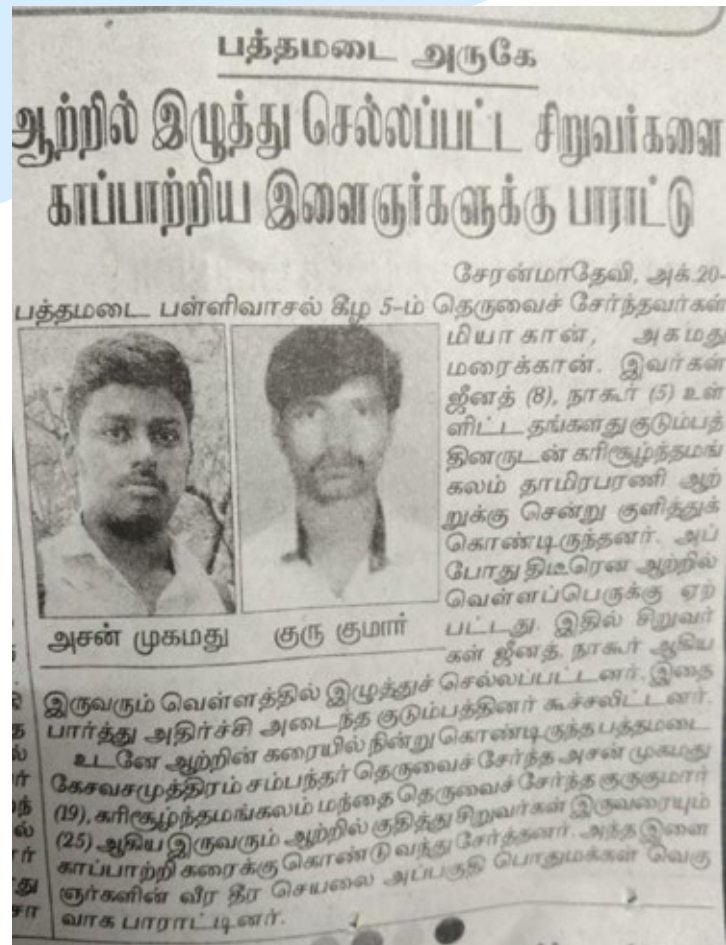 பத்தமடை அருகே
ஆற்றில் இழுத்து செல்லப்பட்ட சிறுவர்களை
காப்பாற்றிய இளைஞர்களுக்கு பாராட்டு
சேரன்மாதேவி, அக்.20-
பத்தமடை பள்ளிவாசல் கீழ 5-ம் தெருவைச் சேர்ந்தவர்கள்
மியாகான், அகமது
மரைக்கான். இவர்கள்
ஜீனத் (8), நாகூர் (5) உள்
ளிட்ட தங்களது குடும்பத்
தினருடன் கரிசூழ்ந்தமங்
கலம் தாமிரபரணி ஆற்
றுக்கு சென்று குளித்துக்
கொண்டிருந்தனர். அப்
போது திடீரென ஆற்றில்
வெள்ளப்பெருக்கு ஏற்
பட்டது. இதில் சிறுவர்
கள் ஜீனத், நாகூர் ஆகிய
அசன் முகமது
குரு குமார்
இருவரும் வெள்ளத்தில் இழுத்துச் செல்லப்பட்டனர். இதை
பார்த்து அதிர்ச்சி அடைந்த குடும்பத்தினர் கூச்சலிட்டனர்.
உடனே ஆற்றின் கரையில் நின்று கொண்டிருந்த பத்தமடை
கேசவசமுத்திரம் சம்பந்தர் தெருவைச் சேர்ந்த அசன் முகமது
(19), கரிசூழ்ந்தமங்கலம் மந்தை தெருவைச் சேர்ந்த குருகுமார்
(25) ஆகிய இருவரும் ஆற்றில் குதித்து சிறுவர்கள் இருவரையும்
காப்பாற்றி கரைக்கு கொண்டு வந்து சேர்த்தனர். அந்த இளை
ஞர்களின் வீர தீர செயலை அப்பகுதி பொதுமக்கள் வெகு
வாக பாராட்டினர்.